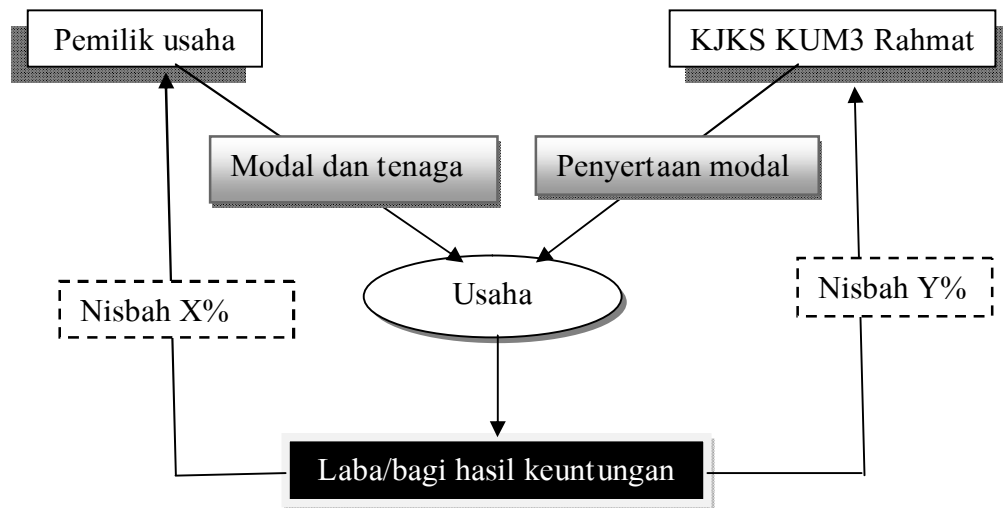 Pemilik usaha
KJKS KUM3 Rahmat
Modal dan tenaga
Penyertaan modal
Usaha
Nisbah X%
Nisbah Y%
Laba/bagi hasil keuntungan